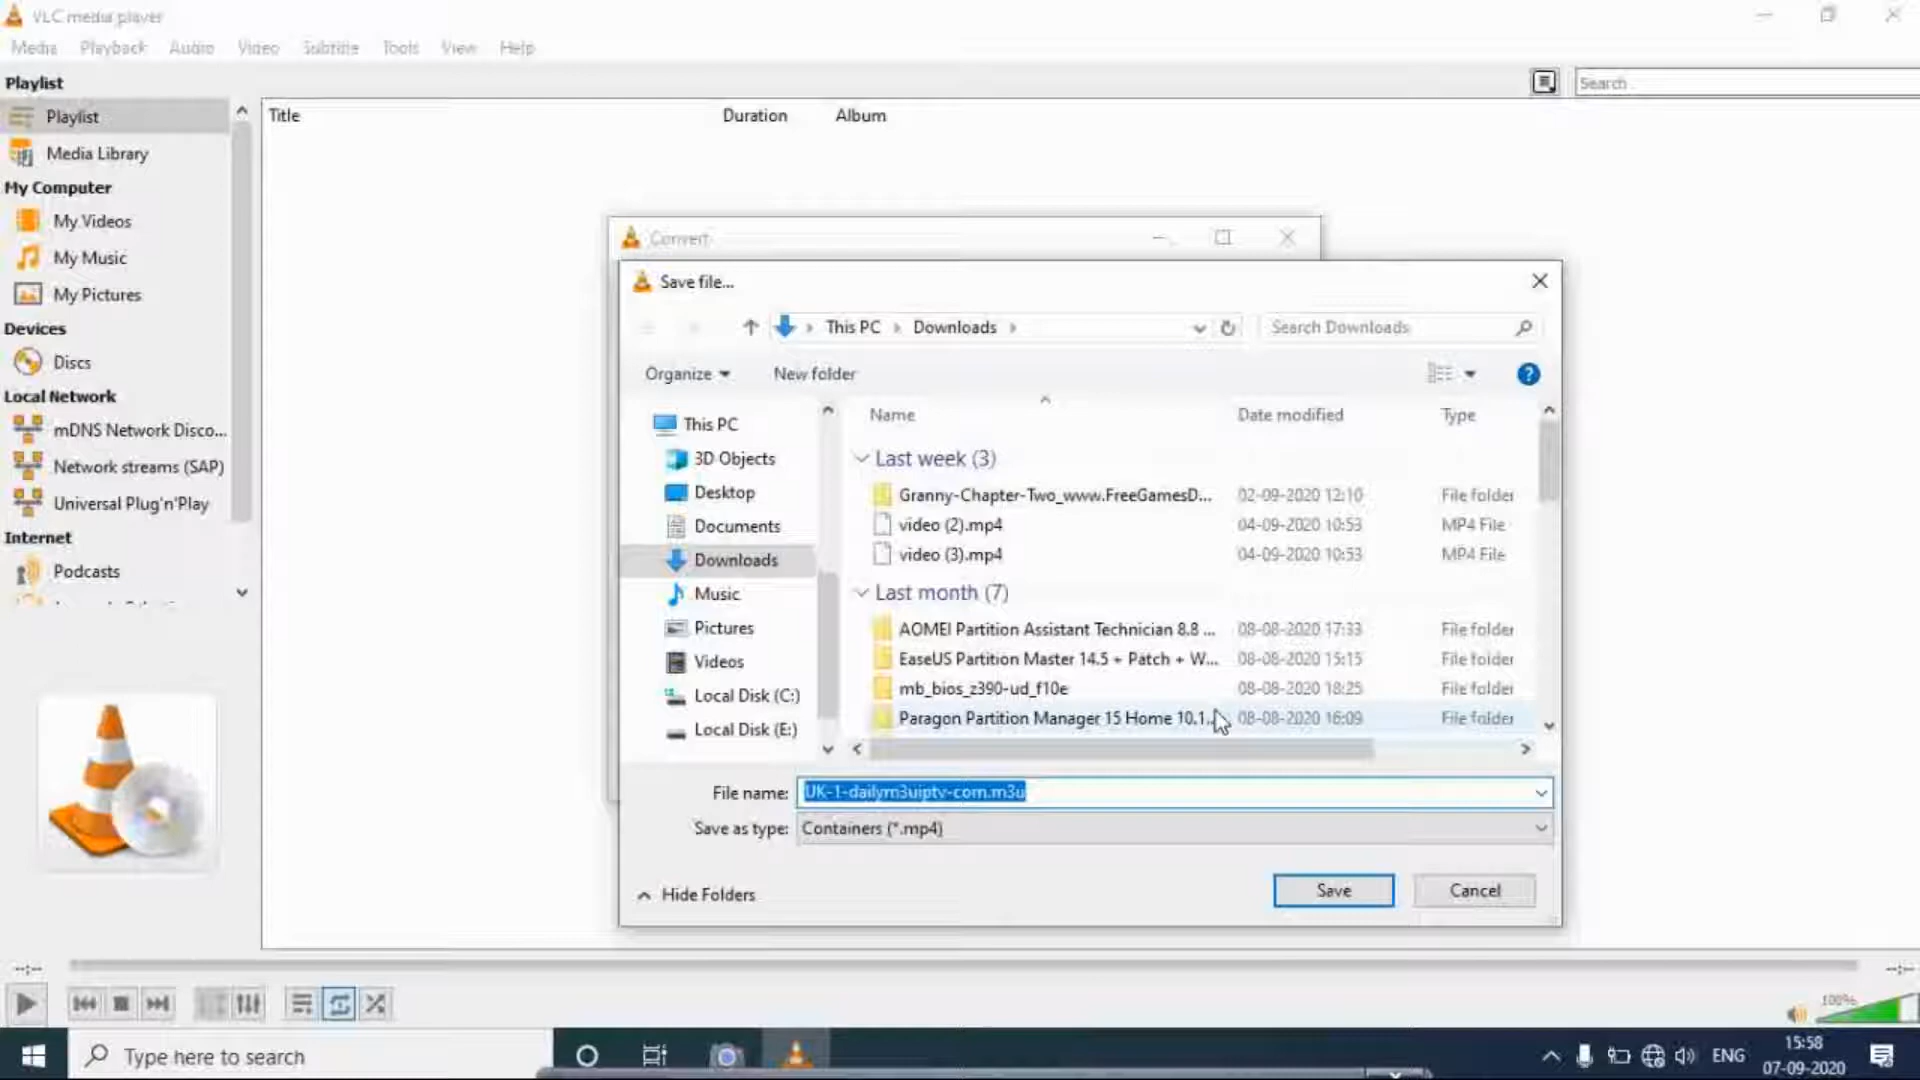 VLC media player
Media Playback Audio Video Subtitle Tools View Help
Playlist
Search
Playlist
Title Duration Album
Media Library
My Computer
My Videos
My Music
My Pictures
Devices
Discs
Local Network
mDNS Network Disco...
Network streams (SAP)
Universal Plug'n'Play
Internet
Podcasts
Convert
Save file...
This PC > Downloads >
Search Downloads
Organize
New folder
This PC
3D Objects
Desktop
Documents
Downloads
Music
Pictures
Videos
Local Disk (C:)
Local Disk (E:)
Name Date modified Type
Last week (3)
Granny-Chapter-Two_www.FreeGamesD... 02-09-2020 12:10 File folder
video (2).mp4 04-09-2020 10:53 MP4 File
video (3).mp4 04-09-2020 10:53 MP4 File
Last month (7)
AOMEI Partition Assistant Technician 8.8 ... 08-08-2020 17:33 File folder
EaseUS Partition Master 14.5 + Patch + W... 08-08-2020 15:15 File folder
mb_bios_z390-ud_f10e 08-08-2020 18:25 File folder
Paragon Partition Manager 15 Home 10.1... 08-08-2020 16:09 File folder
File name: UK-1-dailym3uiptv-com.m3u
Save as type: Containers (*.mp4)
Hide Folders
Save
Cancel
--:--
--:--
100%
Type here to search
ENG
15:58
07-09-2020